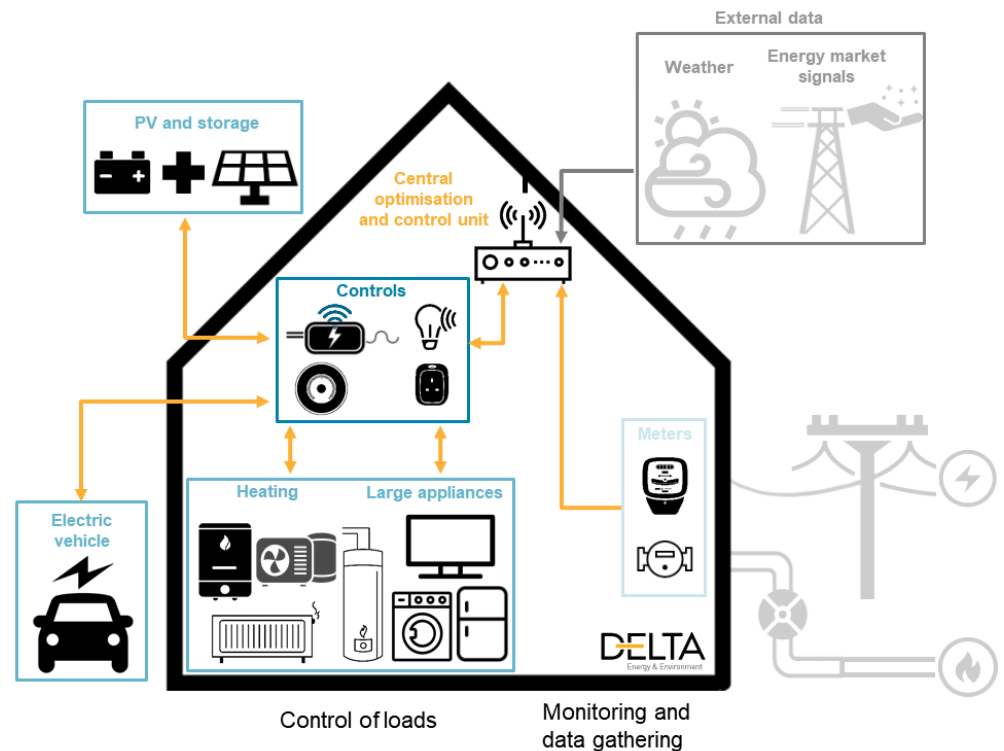 External data
Weather
Energy market
signals
PV and storage
Central
optimisation
and control unit
Controls
Meters
Heating
Large appliances
Electric
vehicle
DELTA
Energy & Environment
Control of loads
Monitoring and
data gathering